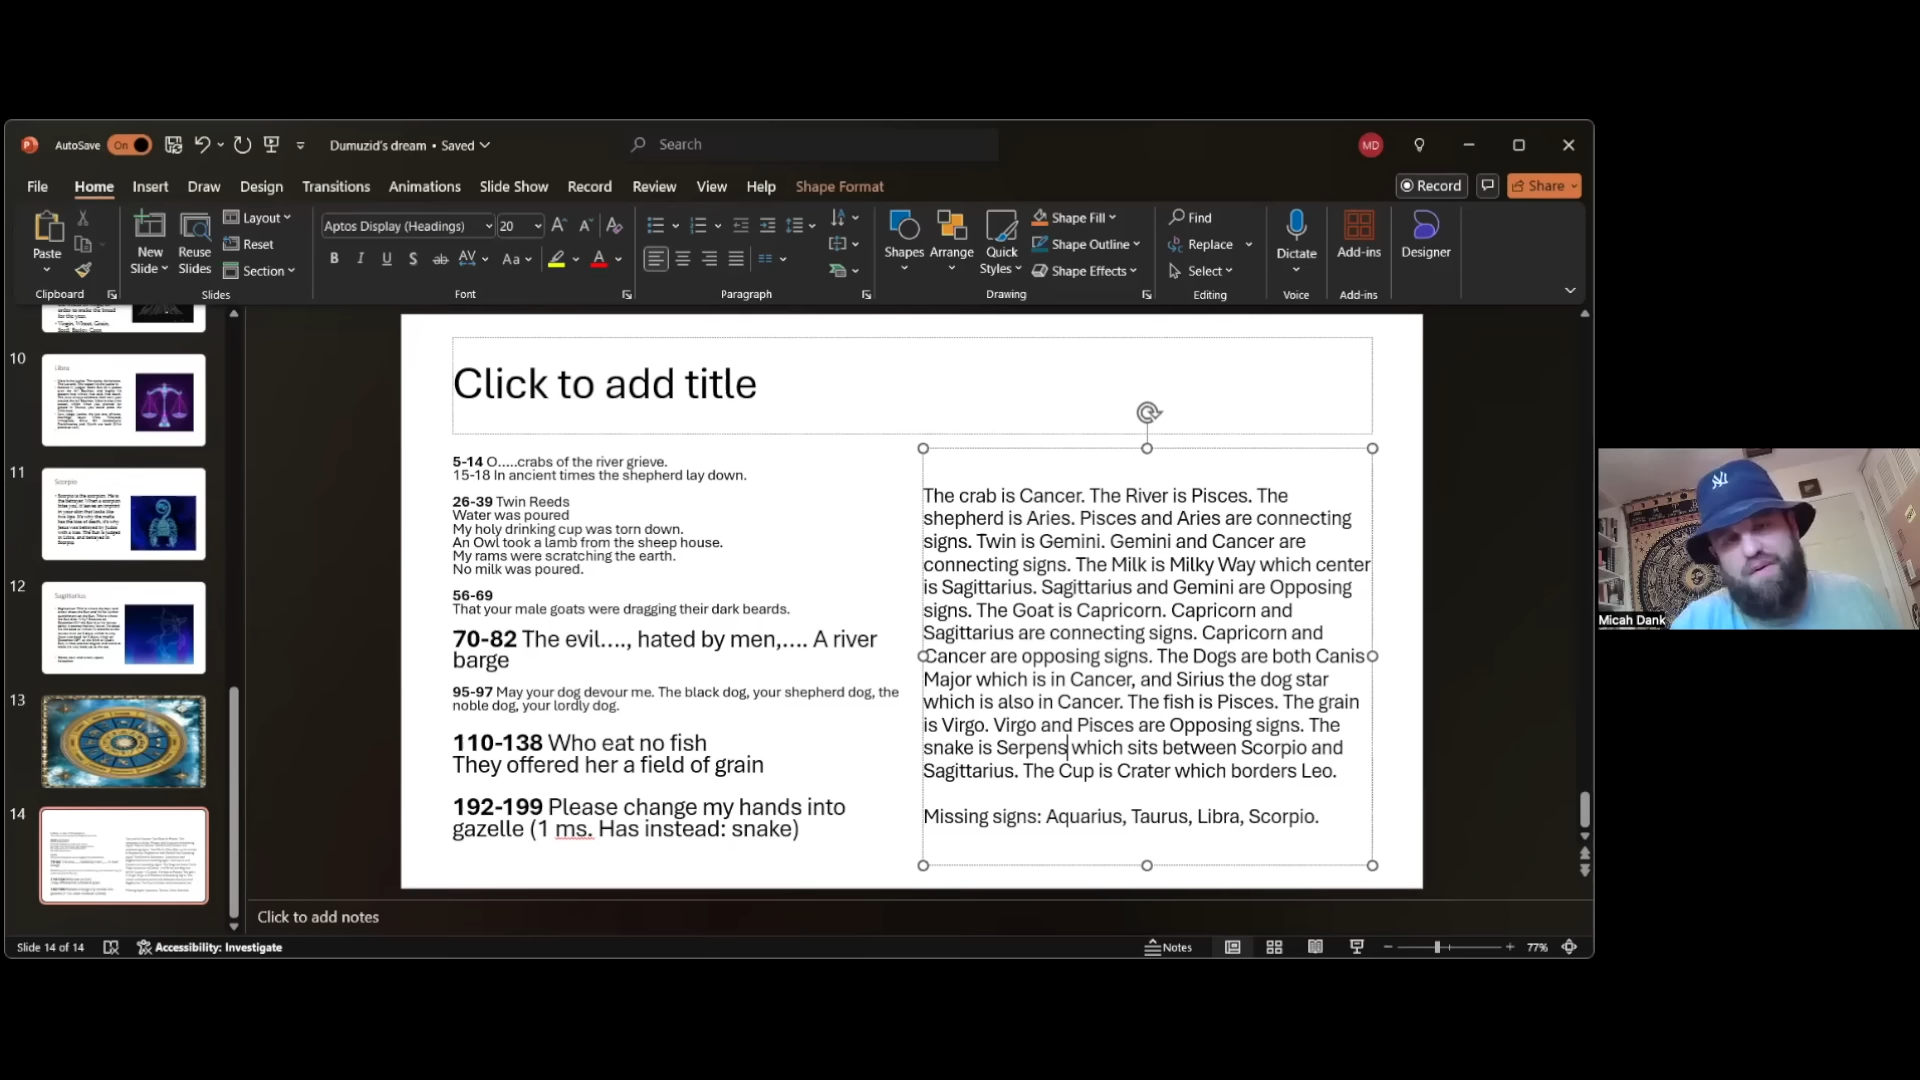 AutoSave
On
Dumuzid's dream • Saved
Search
MD
File
Home
Insert
Draw
Design
Transitions
Animations
Slide Show
Record
Review
View
Help
Shape Format
Record
Share
Paste
Clipboard
New
Slide
Reuse
Slides
Layout
Reset
Section
Slides
Aptos Display (Headings)
20
Font
Paragraph
Shapes
Arrange
Quick
Styles
Shape Fill
Shape Outline
Shape Effects
Drawing
Find
Replace
Select
Editing
Dictate
Voice
Add-ins
Add-ins
Designer
10
Libra
11
Scorpio
12
Sagittarius
13
14
Click to add title
5-14 O.....crabs of the river grieve.
15-18 In ancient times the shepherd lay down.
26-39 Twin Reeds
Water was poured
My holy drinking cup was torn down.
An Owl took a lamb from the sheep house.
My rams were scratching the earth.
No milk was poured.
56-69
That your male goats were dragging their dark beards.
70-82 The evil...., hated by men,.... A river
barge
95-97 May your dog devour me. The black dog, your shepherd dog, the
noble dog, your lordly dog.
110-138 Who eat no fish
They offered her a field of grain
192-199 Please change my hands into
gazelle (1 ms. Has instead: snake)
The crab is Cancer. The River is Pisces. The
shepherd is Aries. Pisces and Aries are connecting
signs. Twin is Gemini. Gemini and Cancer are
connecting signs. The Milk is Milky Way which center
is Sagittarius. Sagittarius and Gemini are Opposing
signs. The Goat is Capricorn. Capricorn and
Sagittarius are connecting signs. Capricorn and
Cancer are opposing signs. The Dogs are both Canis
Major which is in Cancer, and Sirius the dog star
which is also in Cancer. The fish is Pisces. The grain
is Virgo. Virgo and Pisces are Opposing signs. The
snake is Serpens which sits between Scorpio and
Sagittarius. The Cup is Crater which borders Leo.
Missing signs: Aquarius, Taurus, Libra, Scorpio.
Micah Dank
Click to add notes
Slide 14 of 14
Accessibility: Investigate
Notes
77%